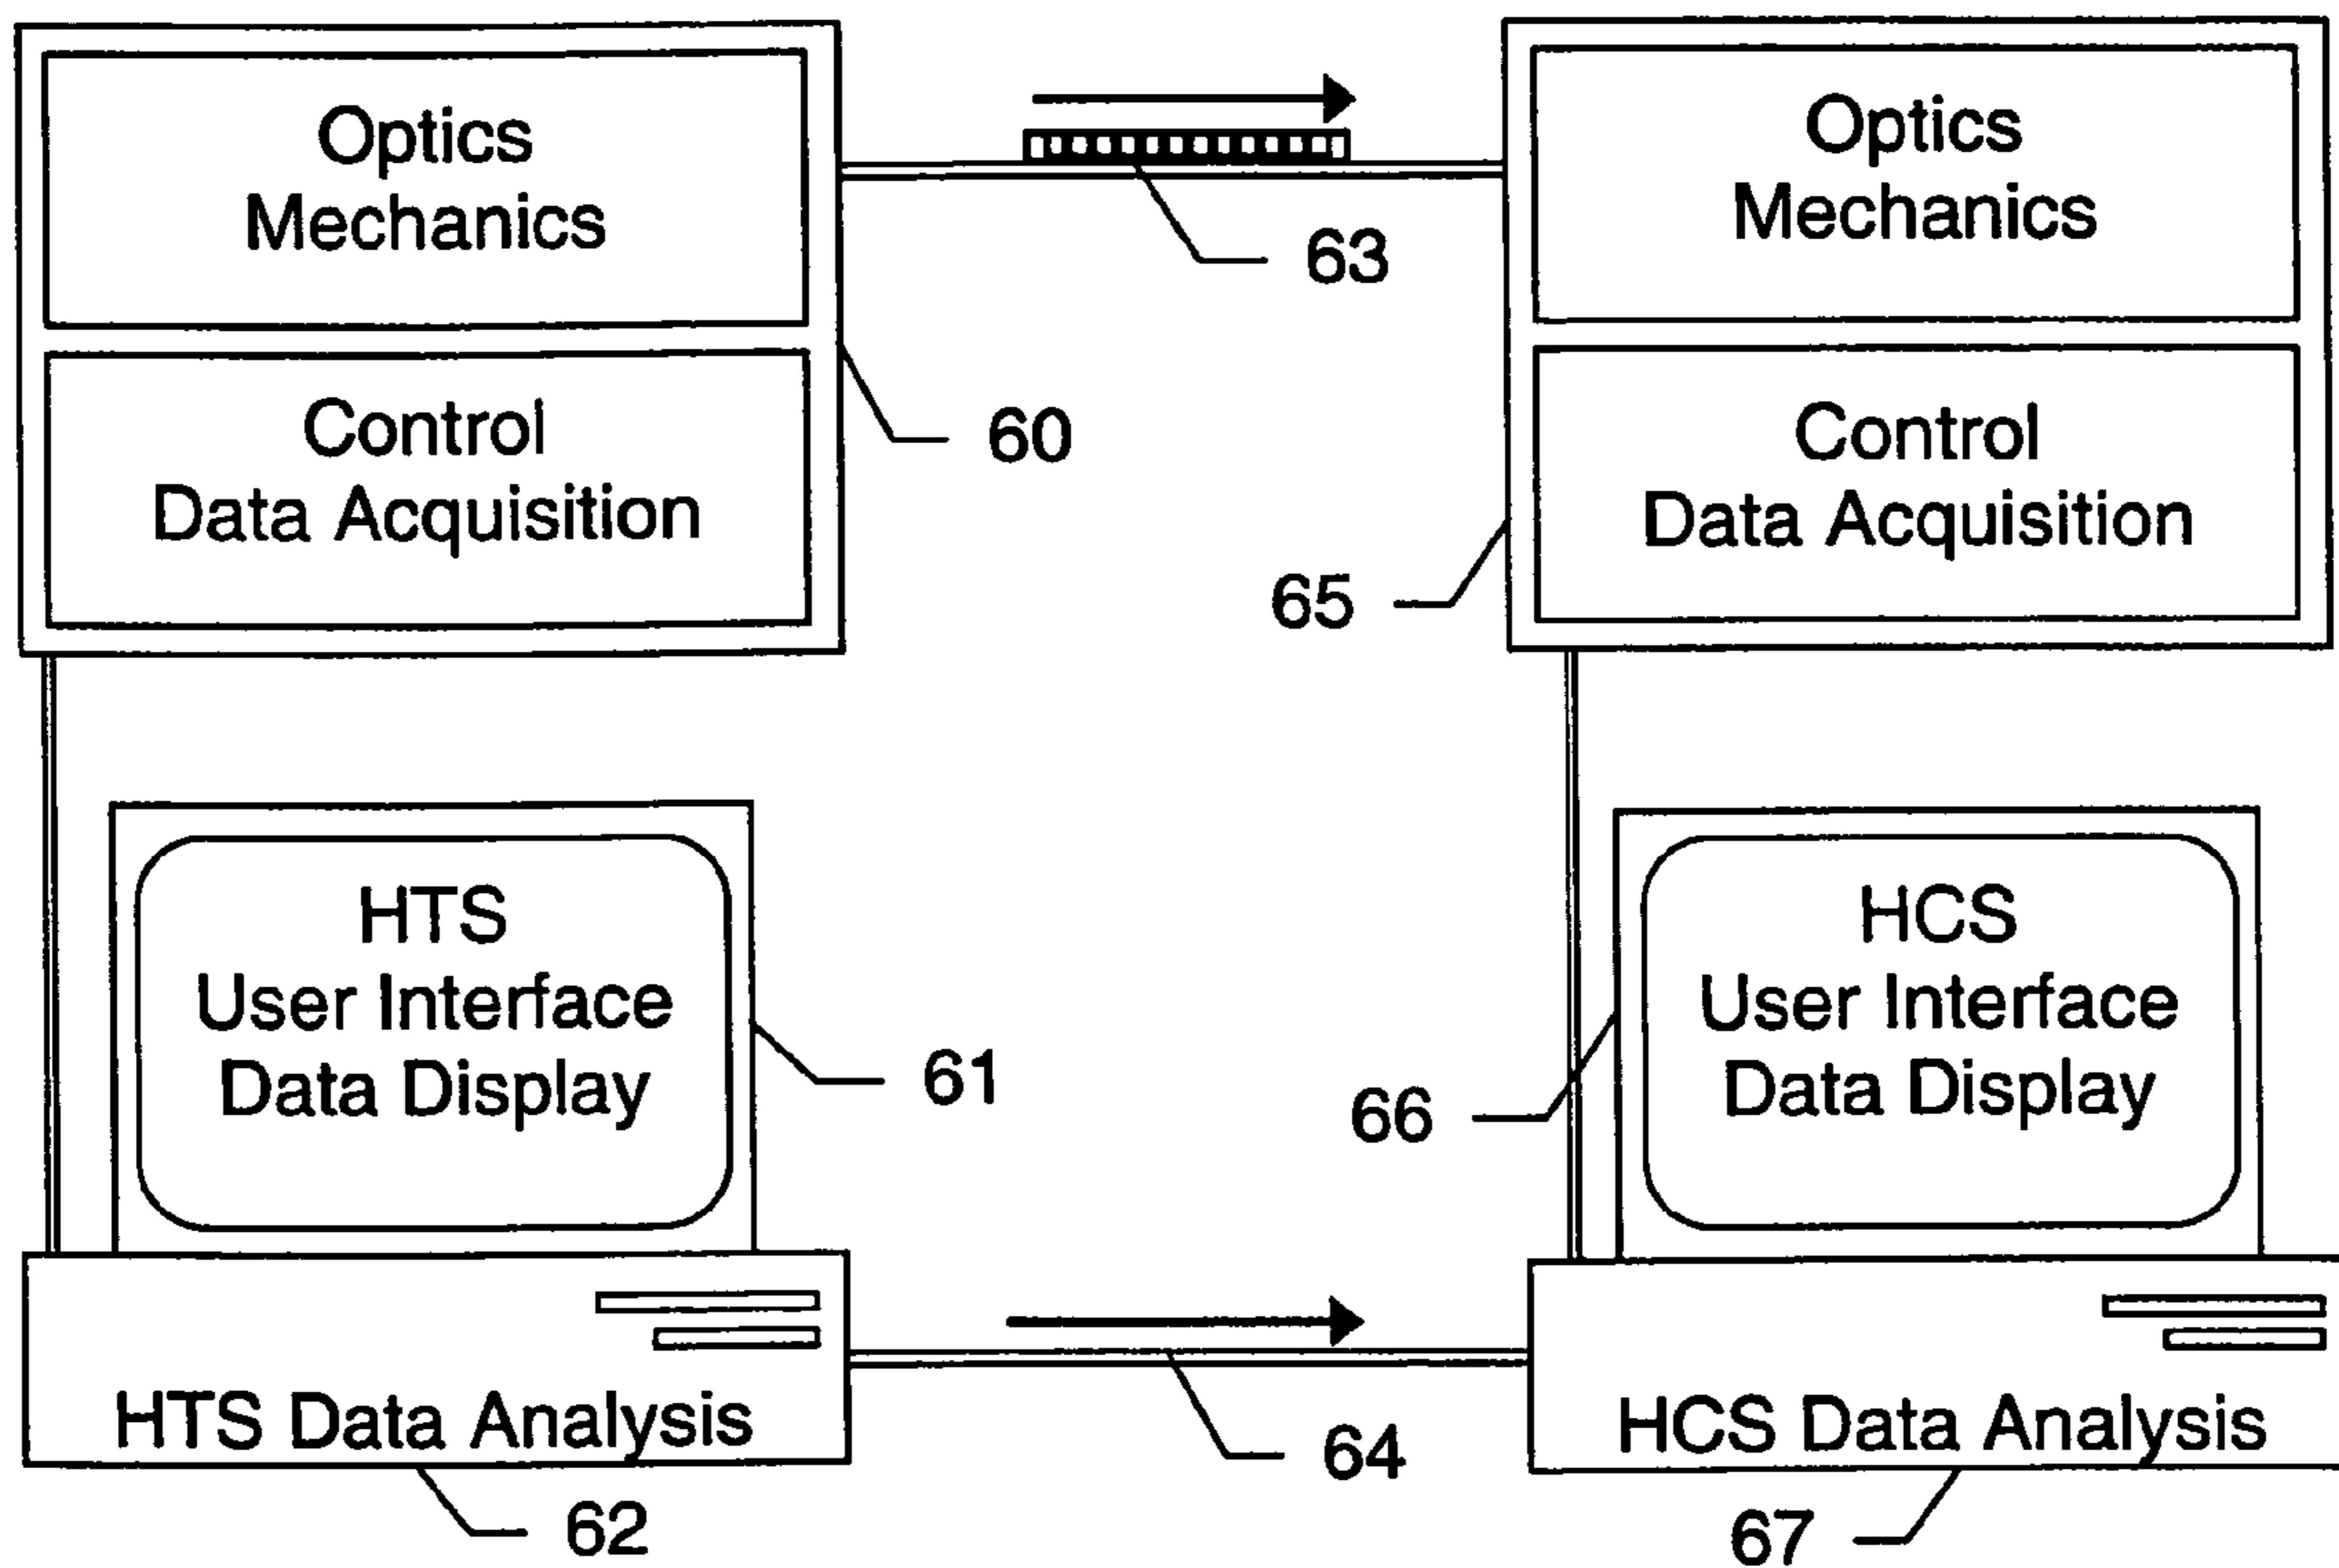 Optics
Mechanics
Control
Data Acquisition
60
63
Optics
Mechanics
Control
Data Acquisition
65
HTS
User Interface
Data Display
61
HCS
User Interface
Data Display
66
HTS Data Analysis
62
64
HCS Data Analysis
67